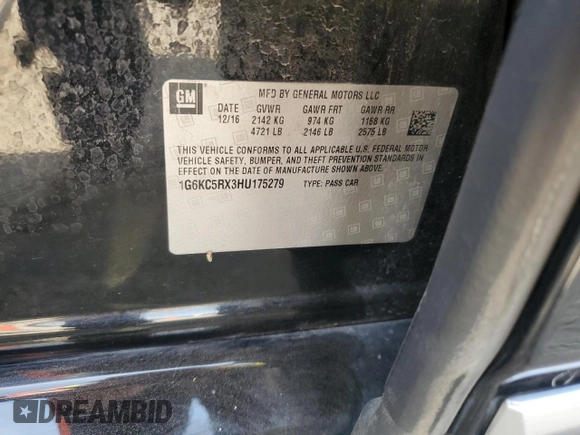 GM
MFD BY GENERAL MOTORS LLC
DATE GVWR GAWR FRT GAWR RR
12/16 2142 KG 974 KG 1168 KG
4721 LB 2146 LB 2575 LB
THIS VEHICLE CONFORMS TO ALL APPLICABLE U.S. FEDERAL MOTOR
VEHICLE SAFETY, BUMPER, AND THEFT PREVENTION STANDARDS IN
EFFECT ON THE DATE OF MANUFACTURE SHOWN ABOVE.
1G6KC5RX3HU175279 TYPE: PASS CAR
DREAMBID